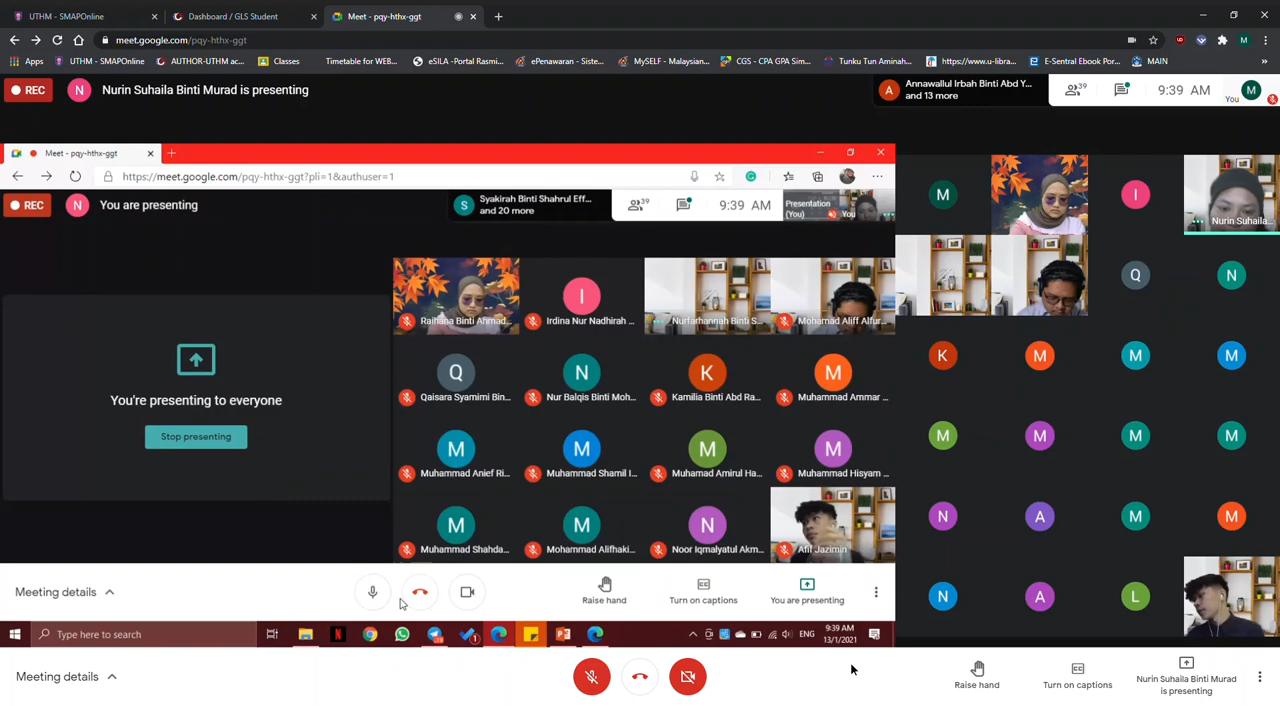 UTHM - SMAPOnline
Dashboard / GLS Student
Meet - pqy-hthx-ggt
meet.google.com/pqy-hthx-ggt
Apps
UTHM - SMAPOnline
AUTHOR-UTHM ac...
Classes
Timetable for WEB...
eSILA -Portal Rasmi...
ePenawaran - Siste...
MySELF - Malaysian...
CGS - CPA GPA Sim...
Tunku Tun Aminah...
https://www.u-libra...
E-Sentral Ebook Por...
MAIN
REC
N
Nurin Suhaila Binti Murad is presenting
A
Annawallul Irbah Binti Abd Y...
and 13 more
39
9:39 AM
You
M
Meet - pqy-hthx-ggt
https://meet.google.com/pqy-hthx-ggt?pli=1&authuser=1
REC
N
You are presenting
S
Syakirah Binti Shahrul Eff...
and 20 more
39
9:39 AM
Presentation
(You)
You
You're presenting to everyone
Stop presenting
Raihana Binti Ahmad...
I
Irdina Nur Nadhirah ...
Nurfarhannah Binti S...
Mohamad Aliff Alfur...
Q
Qaisara Syamimi Bin...
N
Nur Balqis Binti Moh...
K
Kamilia Binti Abd Ra...
M
Muhammad Ammar ...
M
Muhammad Anief Ri...
M
Muhammad Shamil I...
M
Muhamad Amirul Ha...
M
Muhammad Hisyam ...
M
Muhammad Shahda...
M
Mohammad Alifhaki...
N
Noor Iqmalyatul Akm...
Afif Jazimin
M
I
Nurin Suhaila...
Q
N
K
M
M
M
M
M
M
M
N
A
M
M
N
A
L
Meeting details
Raise hand
Turn on captions
You are presenting
Type here to search
1
ENG
9:39 AM
13/1/2021
Meeting details
Raise hand
Turn on captions
Nurin Suhaila Binti Murad
is presenting